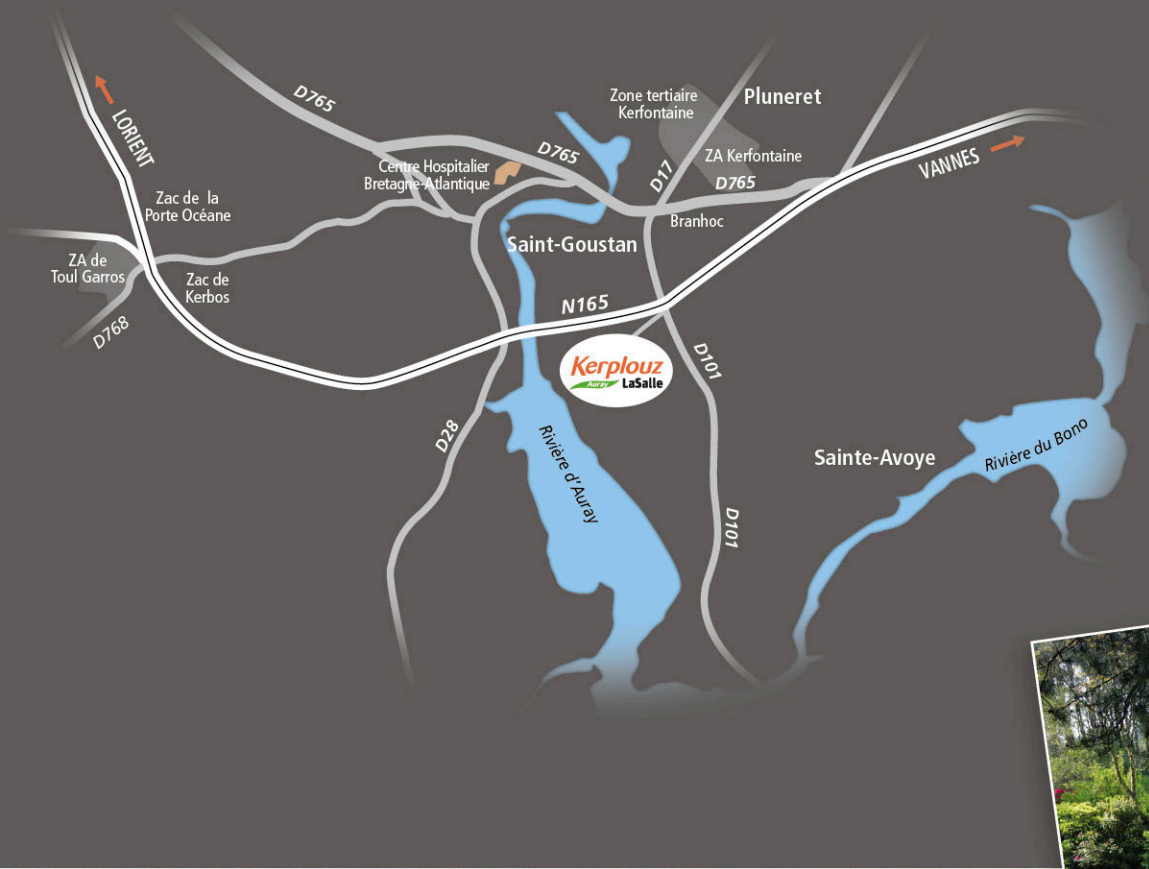 D765
LORIENT
Zone tertiaire
Kerfontaine
Pluneret
Centre Hospitalier
Bretagne-Atlantique
D765
D17
ZA Kerfontaine
D765
VANNES
Zac de la
Porte Océane
Branhoc
Saint-Goustan
ZA de
Toul Garros
Zac de
Kerbos
N165
D768
Kerplouz
Auray LaSalle
D101
D28
Rivière d'Auray
Sainte-Avoye
Rivière du Bono
D101